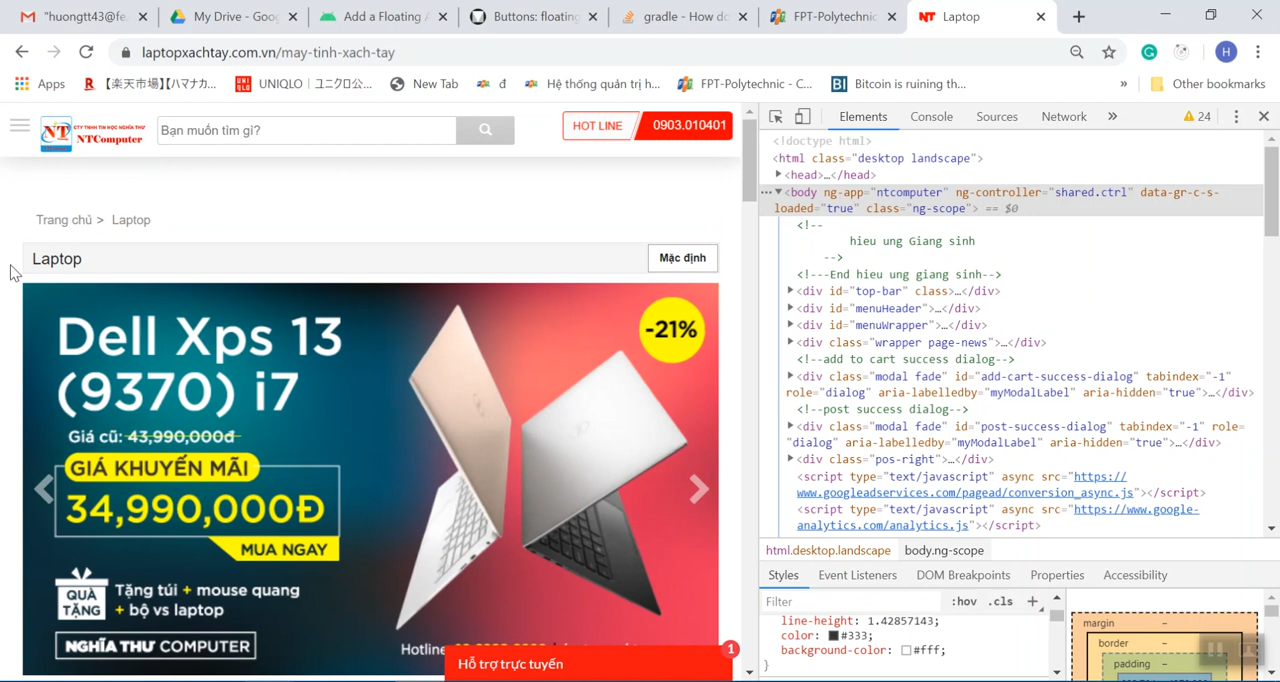 "huongtt43@fe.
My Drive - Goog
Add a Floating A
Buttons: floating
gradle - How do
FPT-Polytechnic
Laptop
laptopxachtay.com.vn/may-tinh-xach-tay
Apps
【楽天市場】【ハマナカ...
UNIQLO | ユニクロ公...
New Tab
đ
Hệ thống quản trị h...
FPT-Polytechnic - C...
Bitcoin is ruining th...
»
Other bookmarks
NT
CTY TNHH TIN HỌC NGHĨA THƯ
NTComputer
Bạn muốn tìm gì?
HOT LINE
0903.010401
Trang chủ > Laptop
Laptop
Mặc định
Dell Xps 13
(9370) i7
-21%
Giá cũ: 43,990,000đ
GIÁ KHUYẾN MÃI
34,990,000Đ
MUA NGAY
QUÀ
TẶNG
Tặng túi + mouse quang
+ bộ vs laptop
NGHĨA THƯ COMPUTER
Hotline
Hỗ trợ trực tuyến
1
Elements
Console
Sources
Network
»
24
<!doctype html>
<html class="desktop landscape">
<head>…</head>
<body ng-app="ntcomputer" ng-controller="shared.ctrl" data-gr-c-s-
loaded="true" class="ng-scope"> == $0
<!--
hieu ung Giang sinh
-->
<!---End hieu ung giang sinh-->
<div id="top-bar" class>…</div>
<div id="menuHeader">…</div>
<div id="menuWrapper">…</div>
<div class="wrapper page-news">…</div>
<!--add to cart success dialog-->
<div class="modal fade" id="add-cart-success-dialog" tabindex="-1"
role="dialog" aria-labelledby="myModalLabel" aria-hidden="true">…</div>
<!--post success dialog-->
<div class="modal fade" id="post-success-dialog" tabindex="-1" role=
"dialog" aria-labelledby="myModalLabel" aria-hidden="true">…</div>
<div class="pos-right">…</div>
<script type="text/javascript" async src="https://
www.googleadservices.com/pagead/conversion_async.js"></script>
<script type="text/javascript" async src="https://www.google-
analytics.com/analytics.js"></script>
html.desktop.landscape
body.ng-scope
Styles
Event Listeners
DOM Breakpoints
Properties
Accessibility
Filter
:hov
.cls
+
line-height: 1.42857143;
color: #333;
background-color: #fff;
}
margin
–
border
–
padding
–